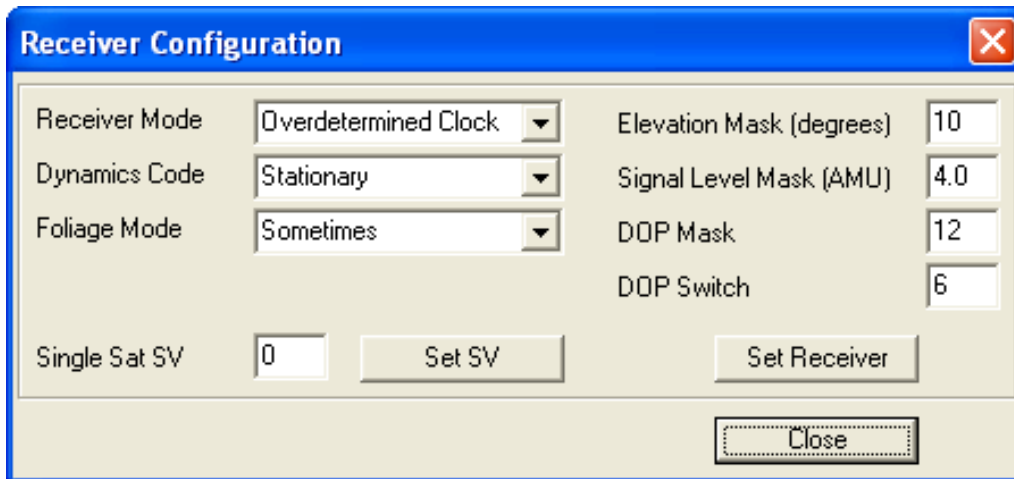 Receiver Configuration
Receiver Mode Overdetermined Clock
Dynamics Code Stationary
Foliage Mode Sometimes
Elevation Mask (degrees) 10
Signal Level Mask (AMU) 4.0
DOP Mask 12
DOP Switch 6
Single Sat SV 0 Set SV
Set Receiver
Close